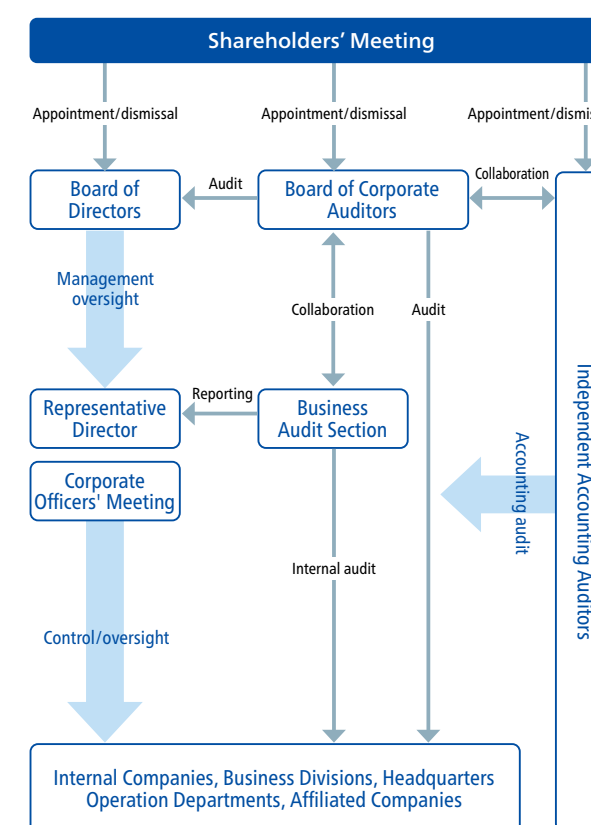 Shareholders' Meeting
Appointment/dismissal
Appointment/dismissal
Board of
Directors
Audit
Board of Corporate
Auditors
Collaboration
Management
oversight
Collaboration
Audit
Representative
Director
Reporting
Business
Audit Section
Corporate
Officers' Meeting
Accounting audit
Independent Accounting Auditors
Internal audit
Control/oversight
Internal Companies, Business Divisions, Headquarters
Operation Departments, Affiliated Companies